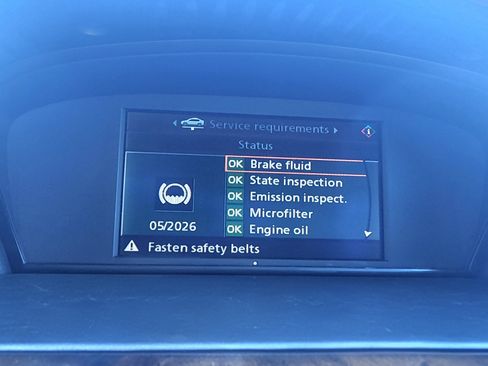 Service requirements
Status
OK Brake fluid
OK State inspection
OK Emission inspect.
OK Microfilter
05/2026
OK Engine oil
Fasten safety belts